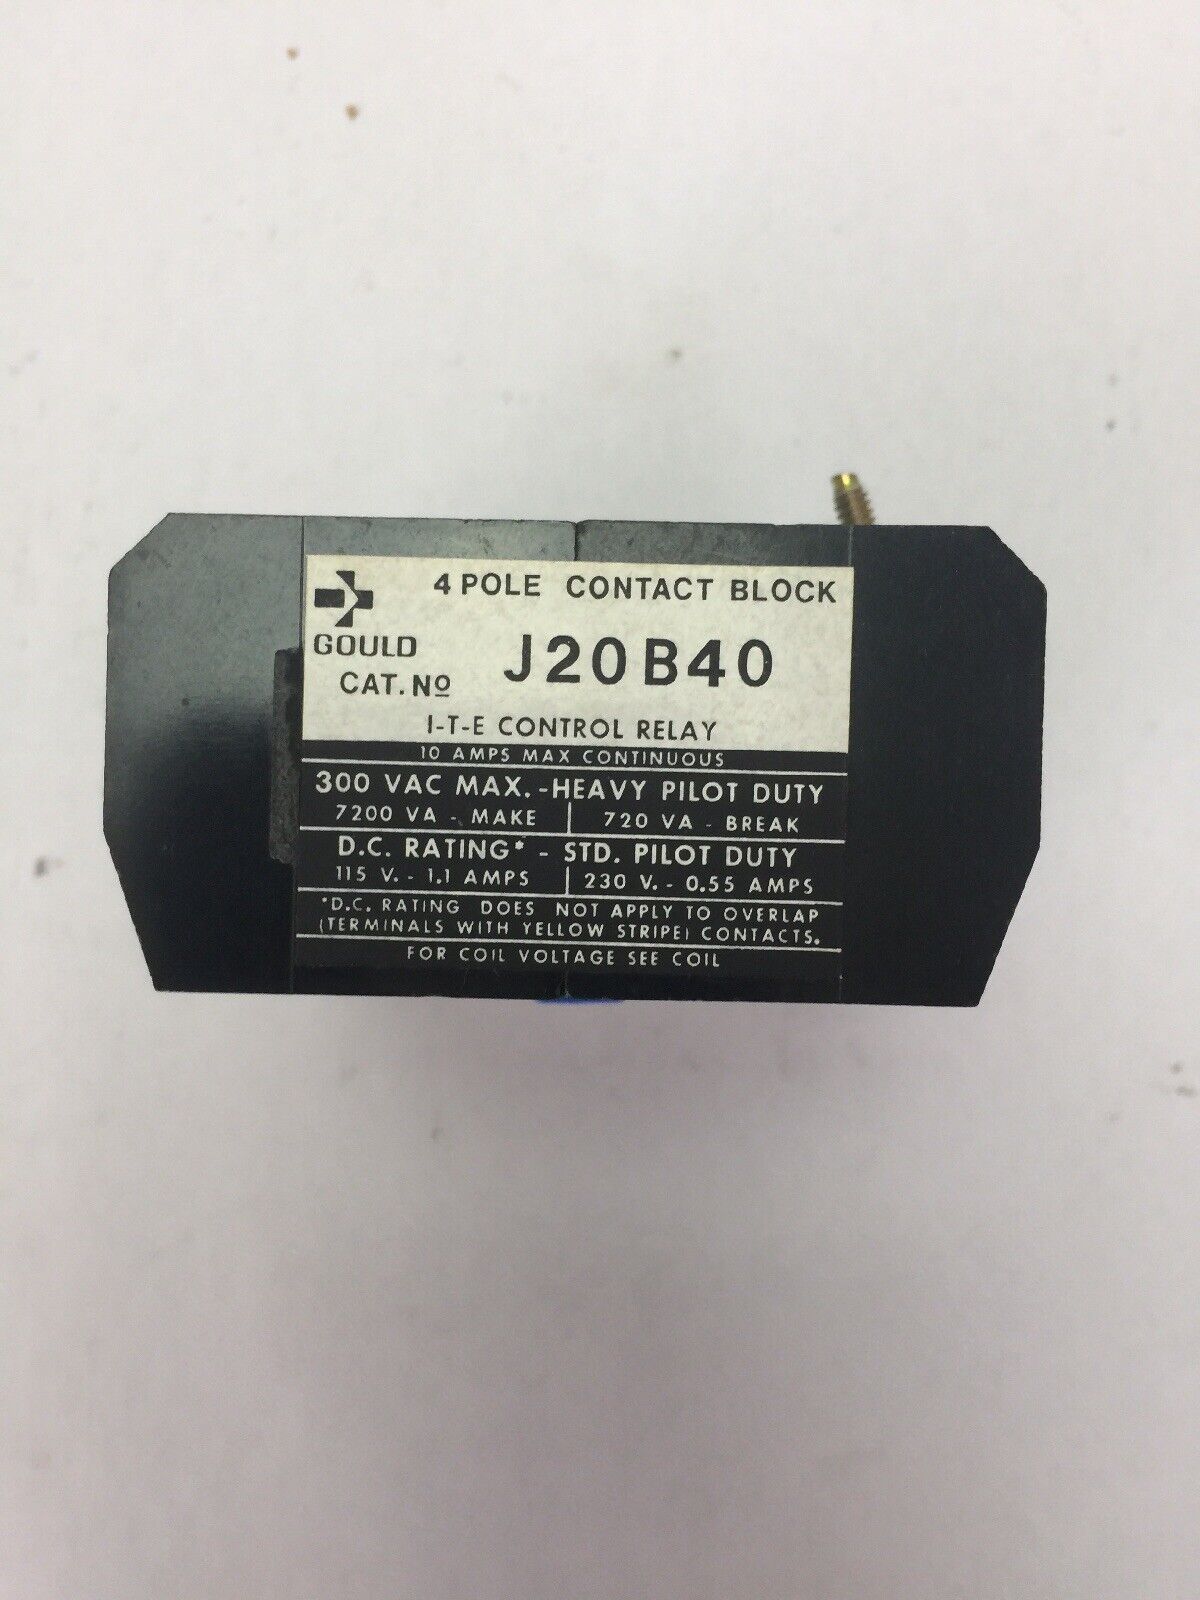 4 POLE CONTACT BLOCK
GOULD
CAT. Nº J20B40
I-T-E CONTROL RELAY
10 AMPS MAX CONTINUOUS
300 VAC MAX. - HEAVY PILOT DUTY
7200 VA - MAKE | 720 VA - BREAK
D.C. RATING* - STD. PILOT DUTY
115 V. - 1.1 AMPS | 230 V. - 0.55 AMPS
*D.C. RATING DOES NOT APPLY TO OVERLAP
(TERMINALS WITH YELLOW STRIPE) CONTACTS.
FOR COIL VOLTAGE SEE COIL